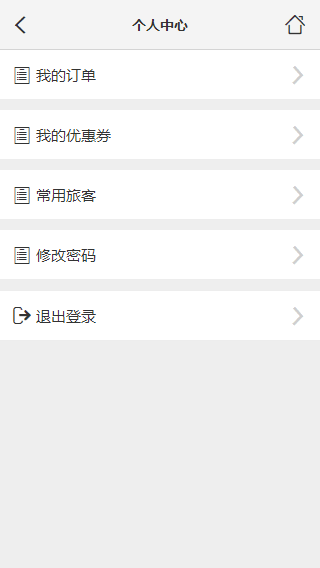 个人中心
我的订单
我的优惠券
常用旅客
修改密码
退出登录